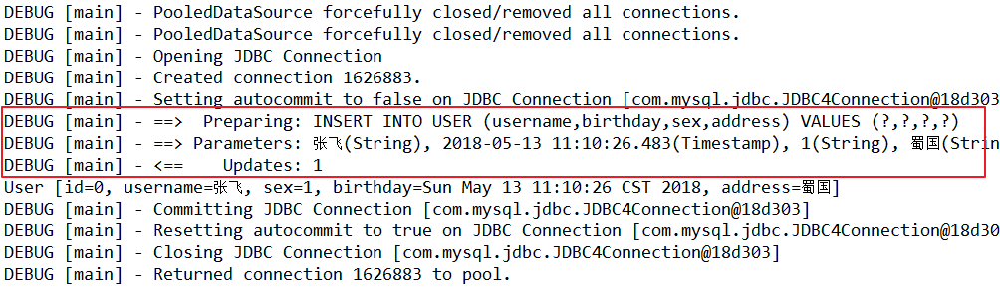 DEBUG [main] - PooledDataSource forcefully closed/removed all connections.
DEBUG [main] - PooledDataSource forcefully closed/removed all connections.
DEBUG [main] - Opening JDBC Connection
DEBUG [main] - Created connection 1626883.
DEBUG [main] - Setting autocommit to false on JDBC Connection [com.mysql.jdbc.JDBC4Connection@18d303
DEBUG [main] - ==>  Preparing: INSERT INTO USER (username,birthday,sex,address) VALUES (?,?,?,?)
DEBUG [main] - ==> Parameters: 张飞(String), 2018-05-13 11:10:26.483(Timestamp), 1(String), 蜀国(Strin
DEBUG [main] - <==    Updates: 1
User [id=0, username=张飞, sex=1, birthday=Sun May 13 11:10:26 CST 2018, address=蜀国]
DEBUG [main] - Committing JDBC Connection [com.mysql.jdbc.JDBC4Connection@18d303]
DEBUG [main] - Resetting autocommit to true on JDBC Connection [com.mysql.jdbc.JDBC4Connection@18d30
DEBUG [main] - Closing JDBC Connection [com.mysql.jdbc.JDBC4Connection@18d303]
DEBUG [main] - Returned connection 1626883 to pool.